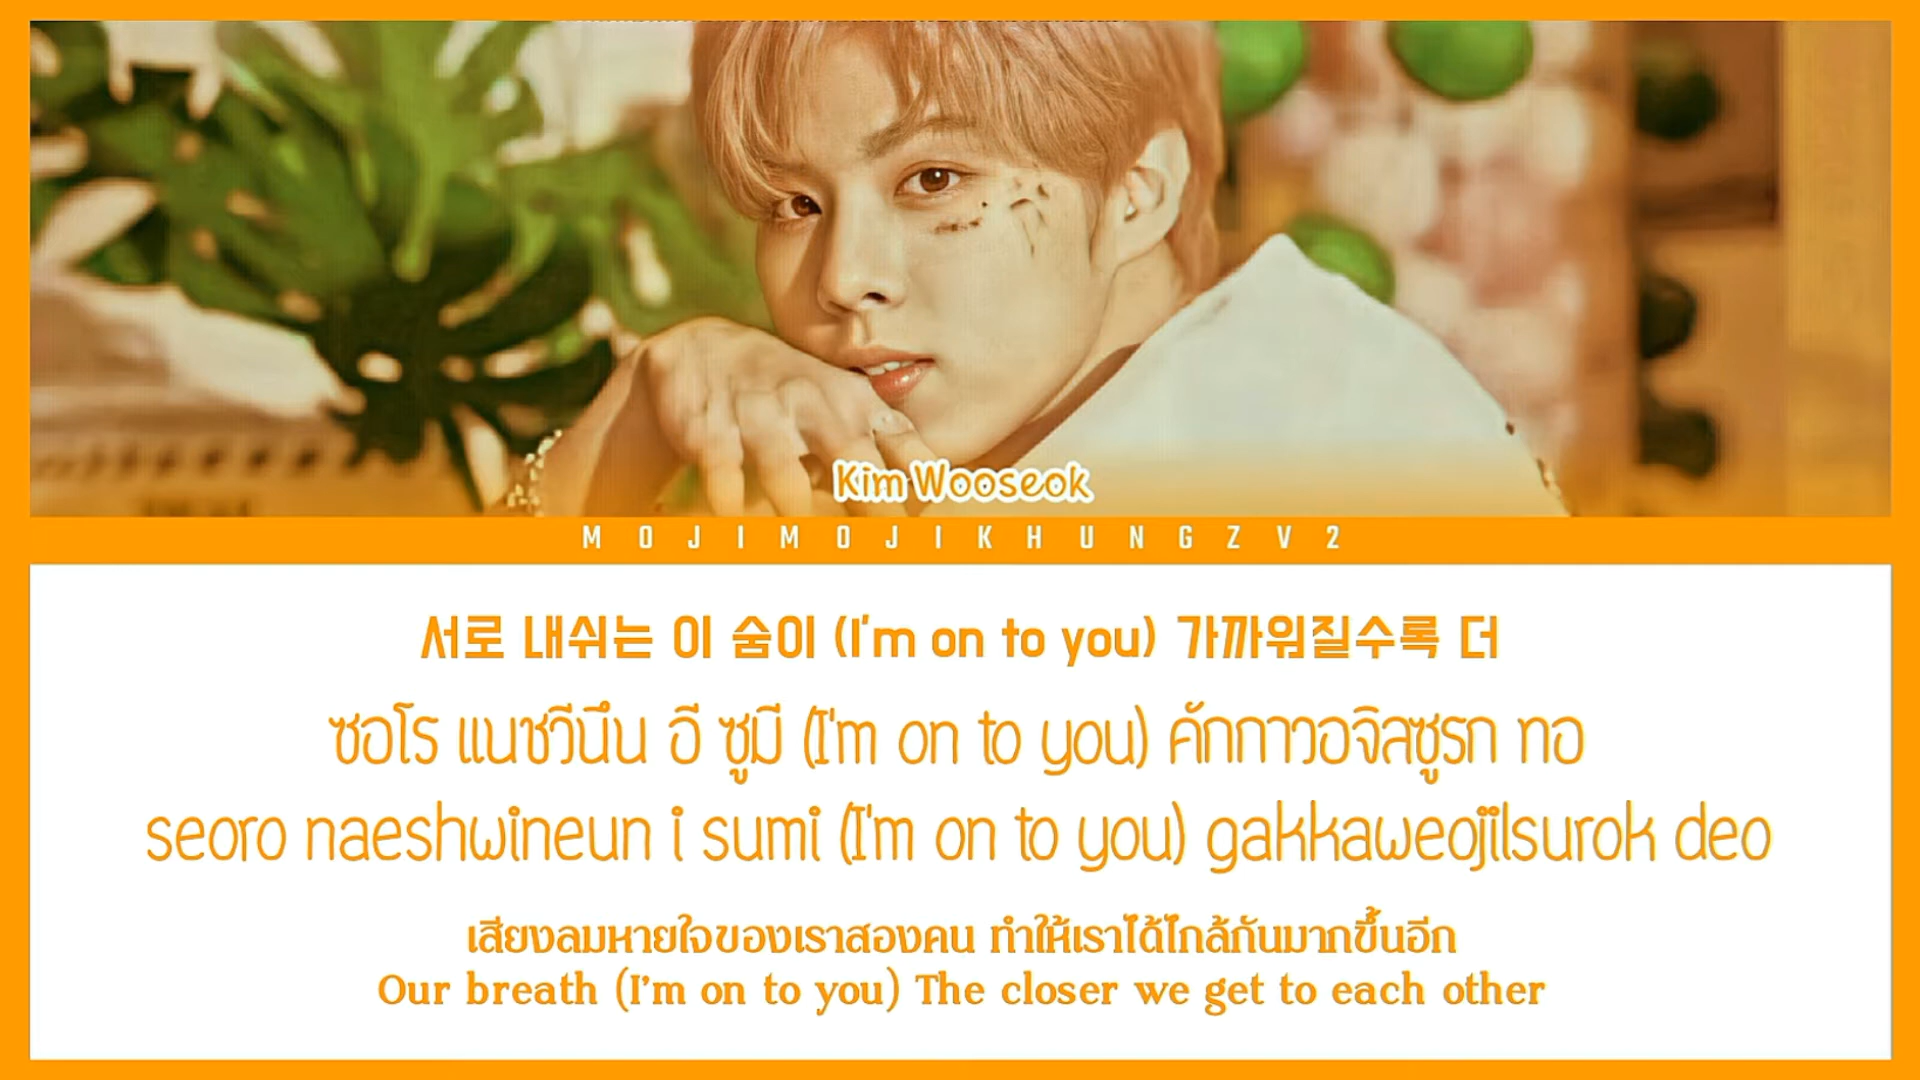 Kim Wooseok
MOJIMOJIKHUNGZV2
서로 내쉬는 이 숨이 (I'm on to you) 가까워질수록 더
ซอโร แนชวีนึน อี ซูมี (I'm on to you) คักกาวอจิลซูรก ทอ
seoro naeshwineun i sumi (I'm on to you) gakkaweojilsurok deo
เสียงลมหายใจของเราสองคน ทำให้เราได้ใกล้กันมากขึ้นอีก
Our breath (I'm on to you) The closer we get to each other